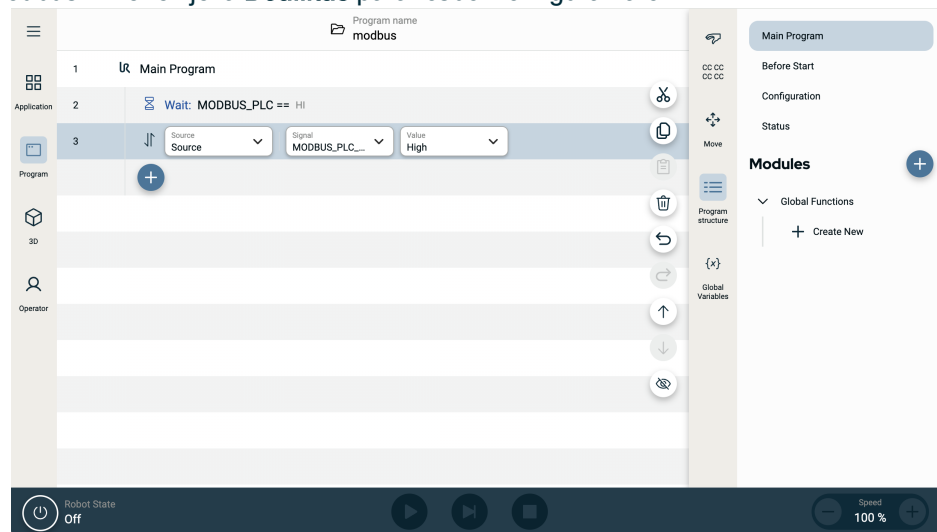 Program name
modbus
1 Main Program
2 Wait: MODBUS_PLC == HI
3 Source Source Signal MODBUS_PLC_... Value High
Application
Program
3D
Operator
CC CC
CC CC
Move
Program
structure
{x}
Global
Variables
Main Program
Before Start
Configuration
Status
Modules
Global Functions
Create New
Robot State
Off
Speed
100 %